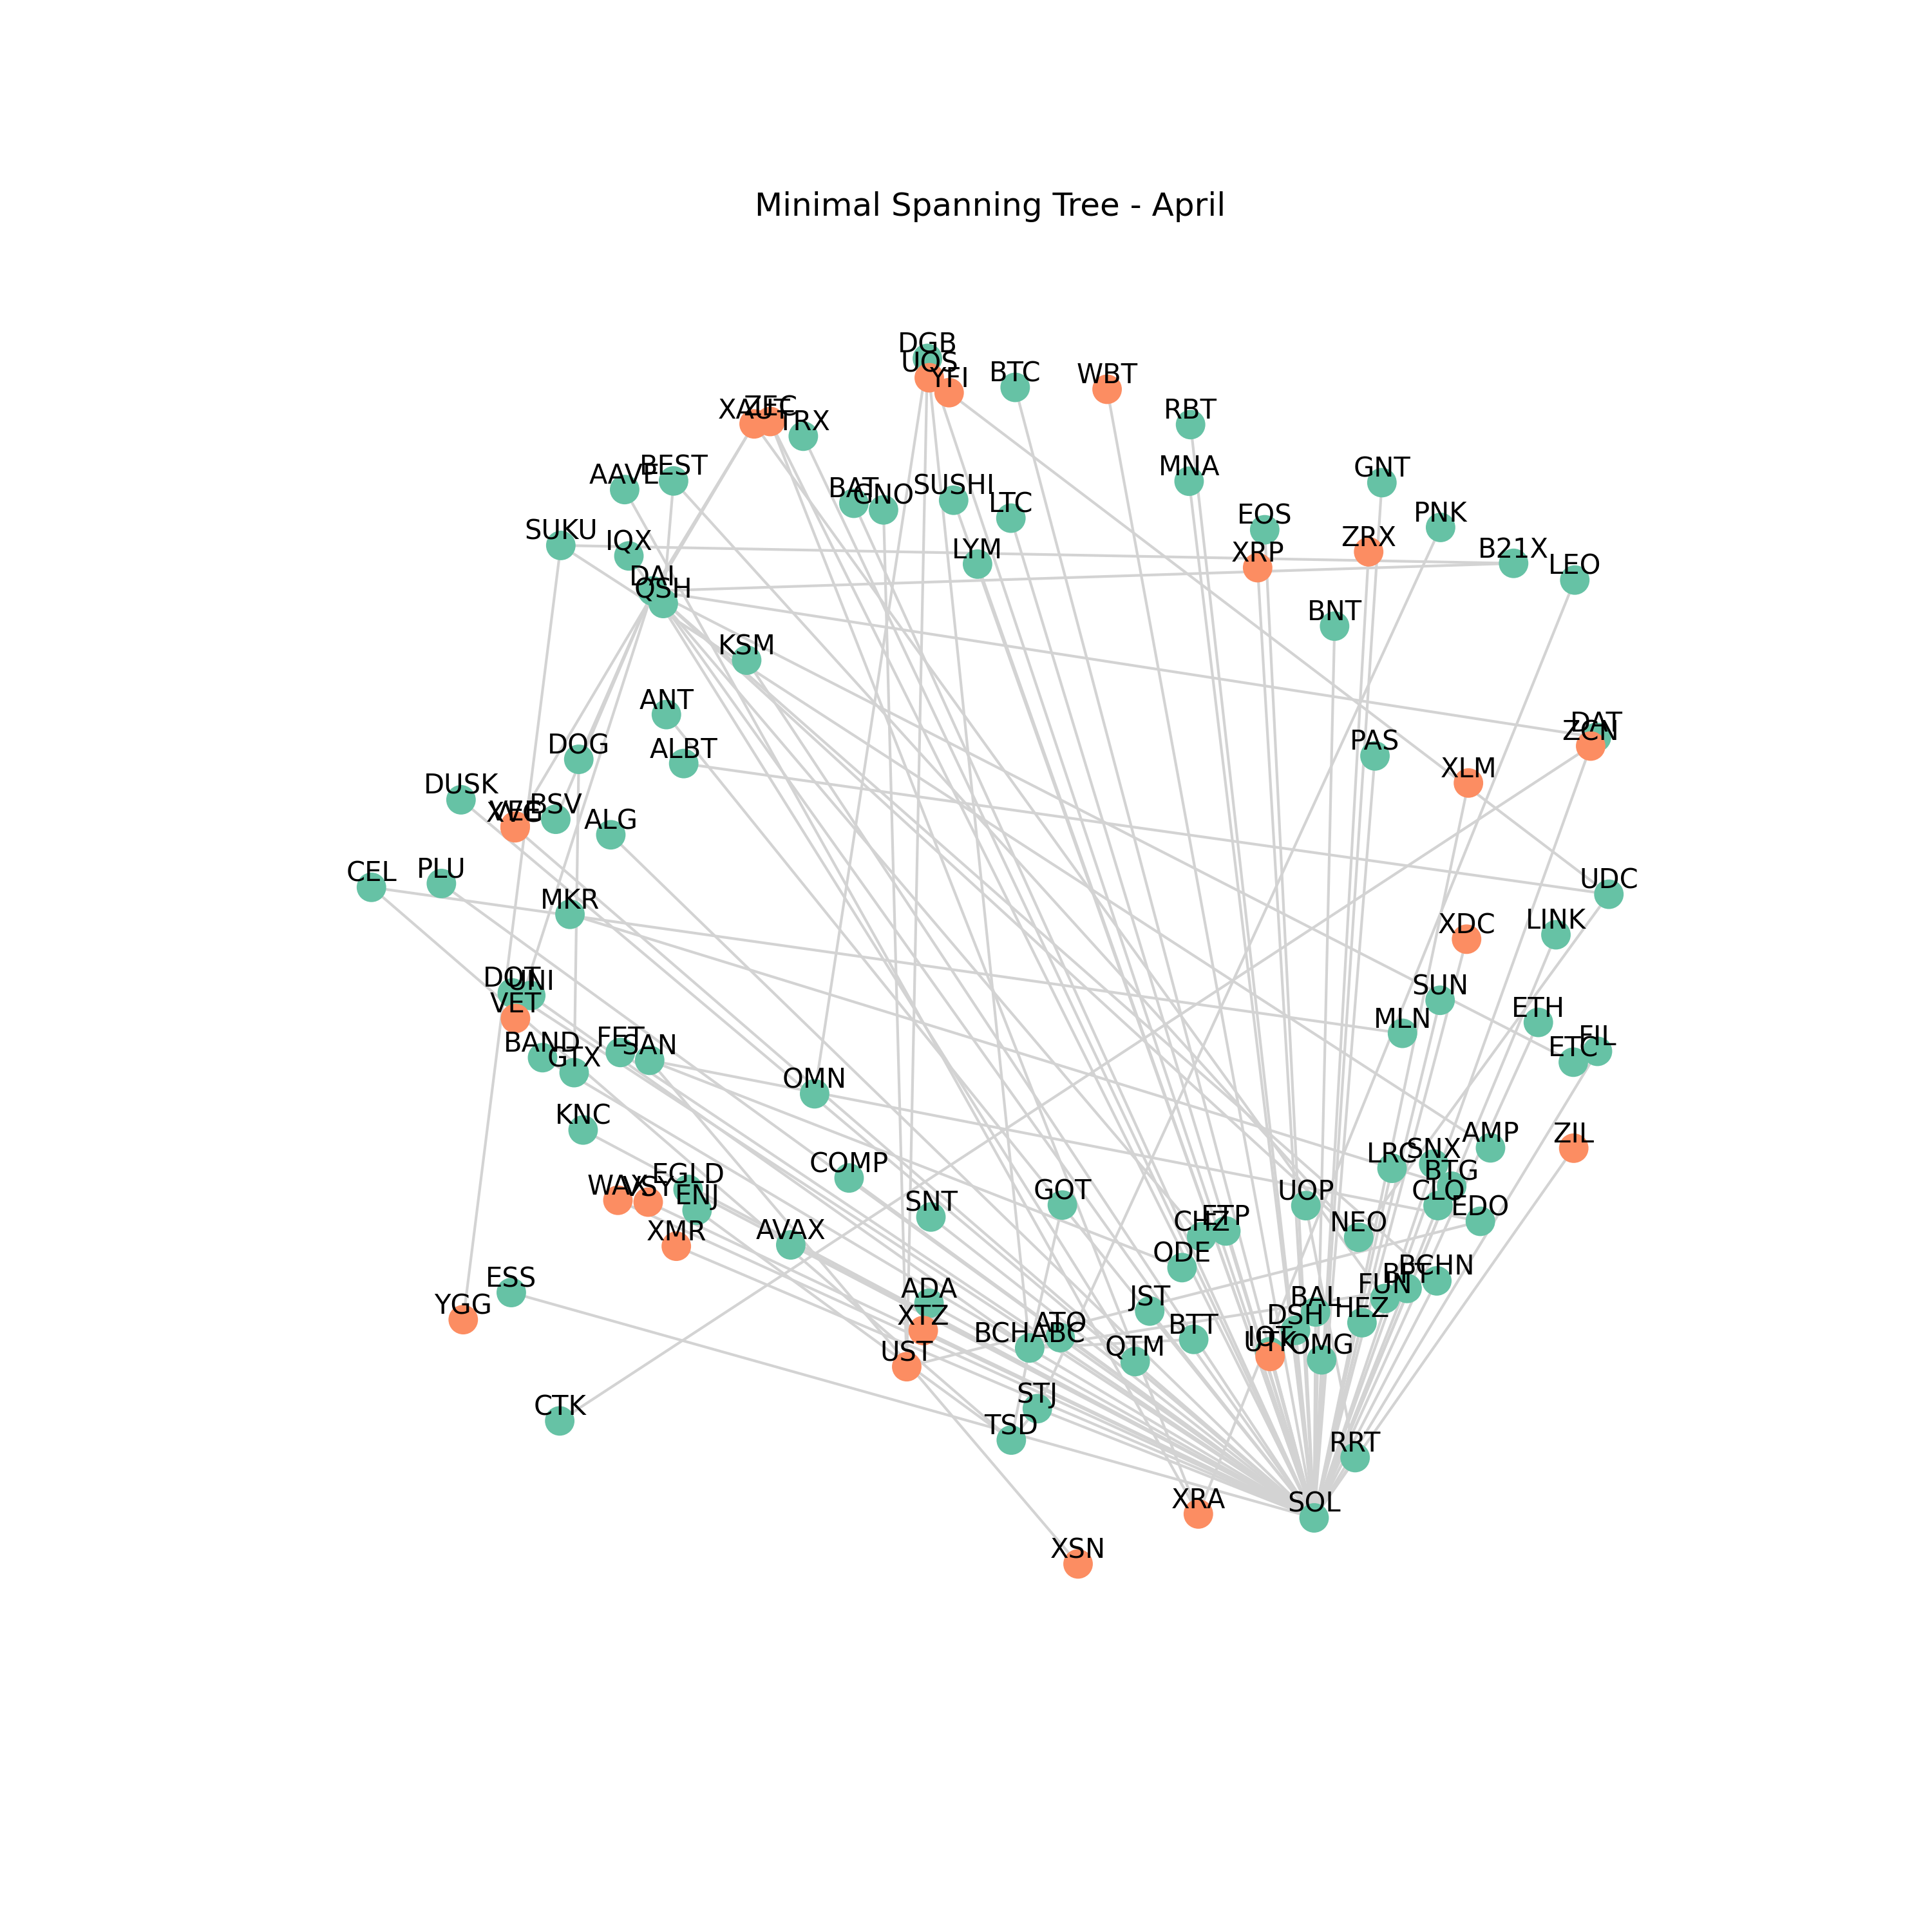 Minimal Spanning Tree - April
DGB
UOS
YFI
BTC
WBT
XAUT
ZEC
TRX
RBT
AAVE
BEST
BAT
GNO
SUSHI
LTC
MNA
GNT
SUKU
IQX
LYM
EOS
XRP
ZRX
PNK
B21X
LEO
DAI
QSH
BNT
KSM
ANT
DOG
ALBT
PAS
DAT
ZCN
XLM
DUSK
XVG
BSV
ALG
CEL
PLU
UDC
MKR
XDC
LINK
DOT
UNI
VET
SUN
MLN
ETH
BAND
GTX
FET
SAN
ETC
FIL
OMN
KNC
AMP
ZIL
LRC
SNX
COMP
BTG
WAX
VSY
EGLD
ENJ
SNT
GOT
UOP
CLO
EDO
XMR
AVAX
CHZ
ETP
NEO
ODE
ESS
BCHN
FUN
BFT
YGG
ADA
XTZ
JST
BAL
DSH
HEZ
BCHABC
ATO
BTT
IOT
UTK
UST
QTM
OMG
CTK
STJ
TSD
RRT
XRA
SOL
XSN